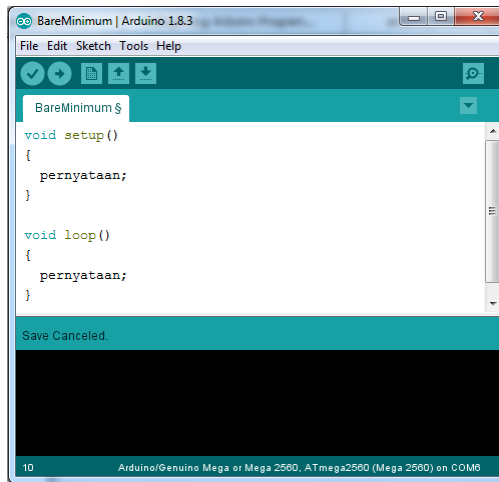 BareMinimum | Arduino 1.8.3
File Edit Sketch Tools Help
BareMinimum §
void setup()
{
pernyataan;
}
void loop()
{
pernyataan;
}
Save Canceled.
10 Arduino/Genuino Mega or Mega 2560, ATmega2560 (Mega 2560) on COM6